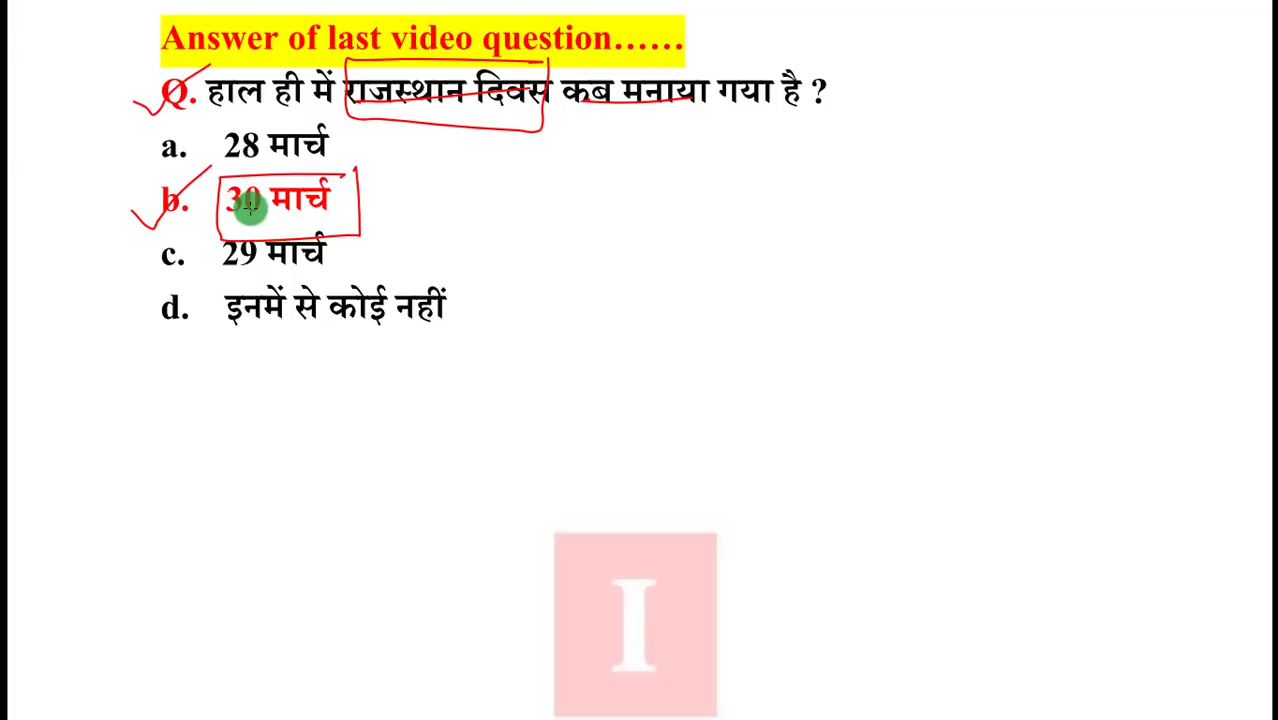 Answer of last video question……
Q. हाल ही में राजस्थान दिवस कब मनाया गया है ?
a. 28 मार्च
b. 30 मार्च
c. 29 मार्च
d. इनमें से कोई नहीं
I